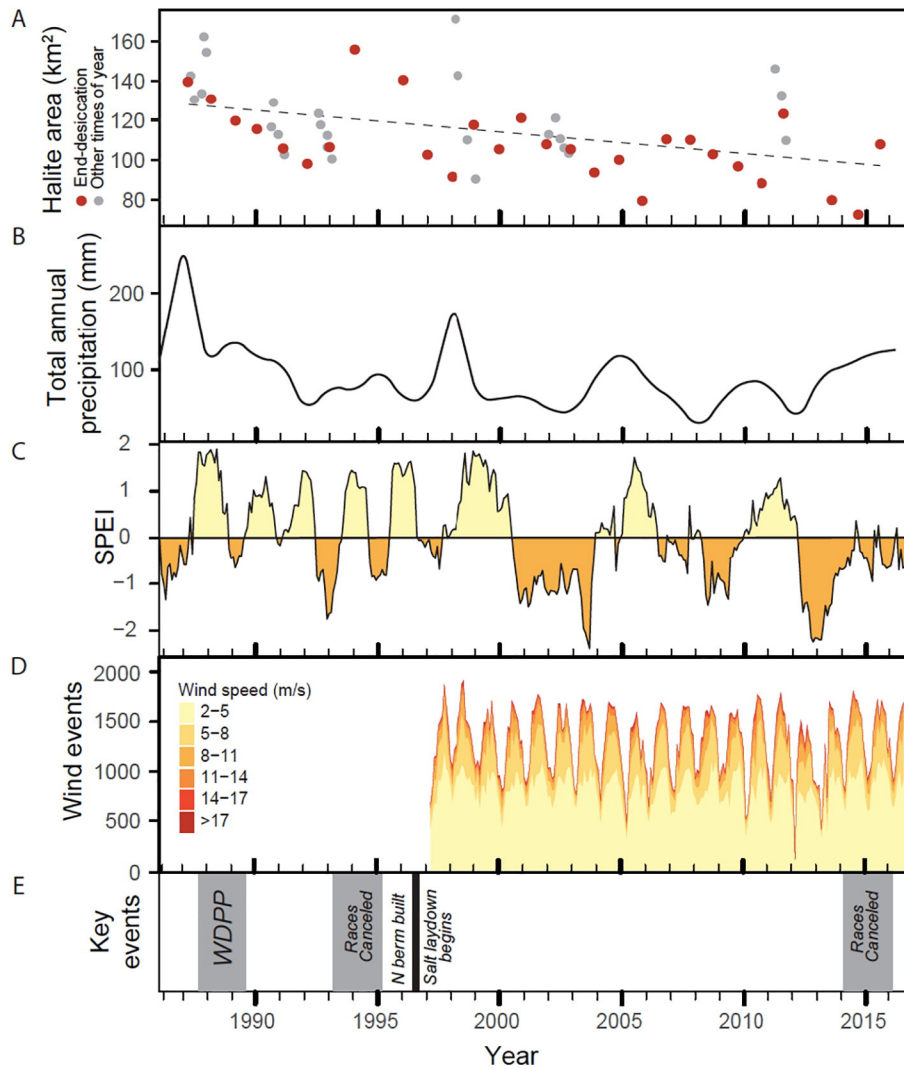 A
Halite area (km²)
End-desiccation
Other times of year
160
140
120
100
80
B
Total annual
precipitation (mm)
200
100
C
SPEI
2
1
0
−1
−2
D
Wind events
2000
1500
1000
500
0
Wind speed (m/s)
2−5
5−8
8−11
11−14
14−17
>17
E
Key
events
WDPP
Races
Canceled
N berm built
Salt laydown
begins
Races
Canceled
1990 1995 2000 2005 2010 2015
Year